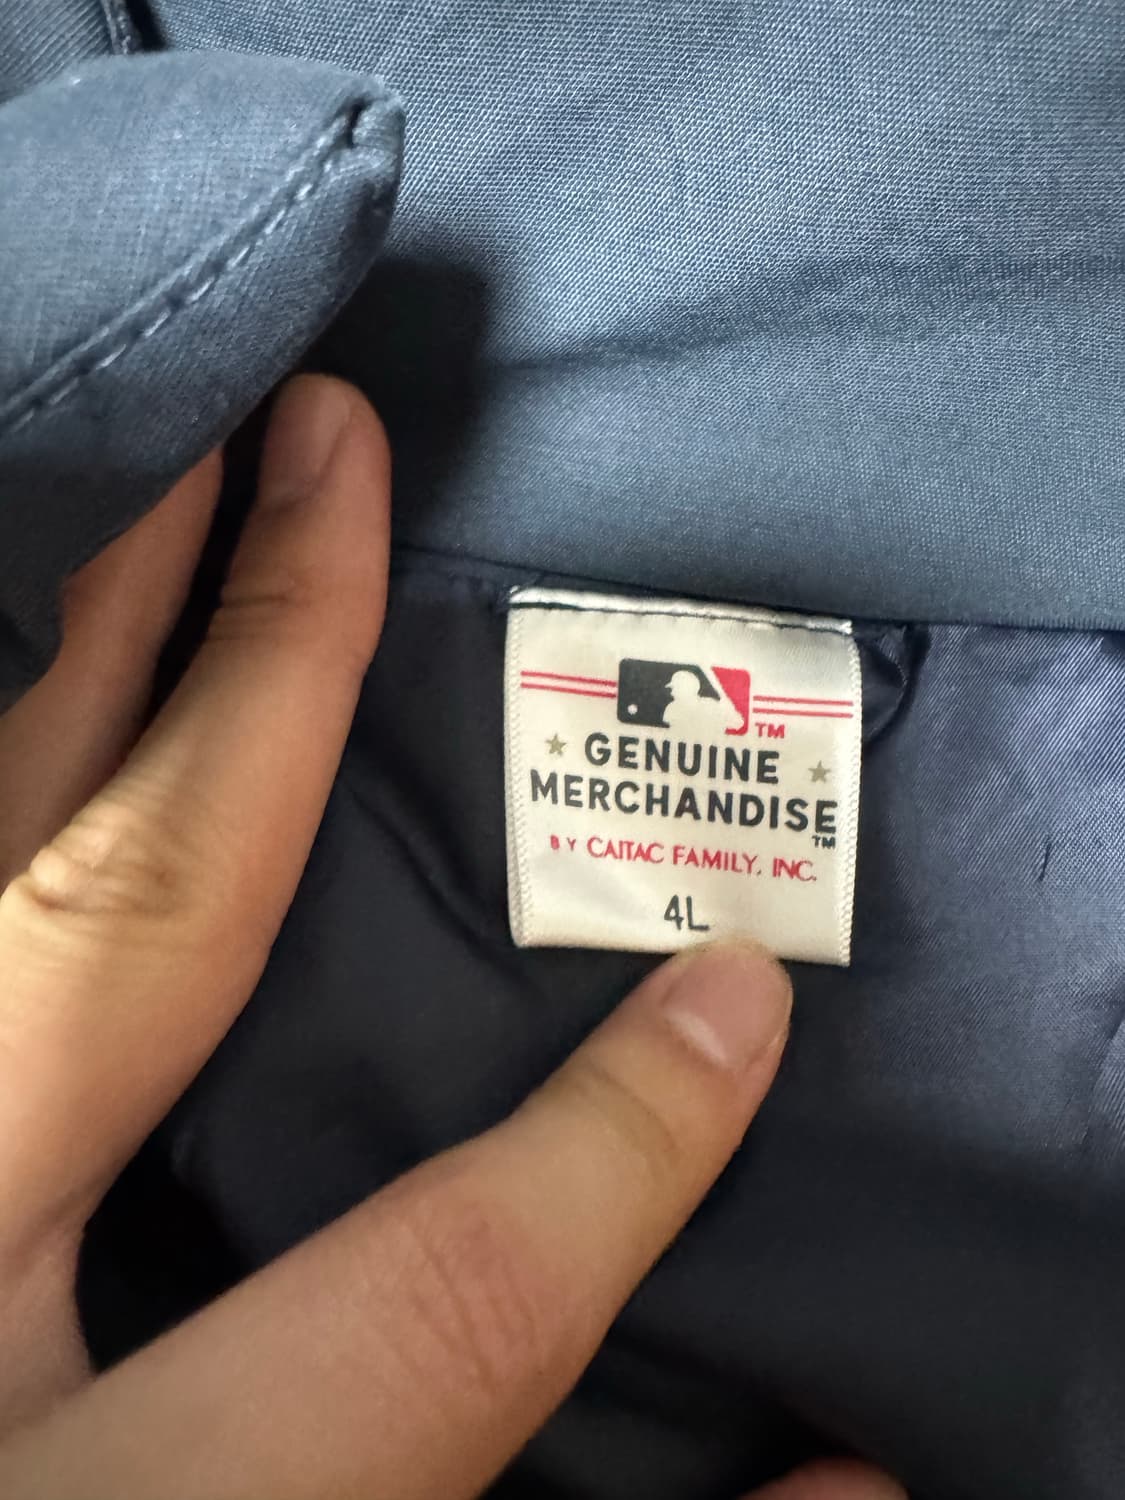 TM
GENUINE
MERCHANDISE
TM
BY CAITAC FAMILY, INC.
4L